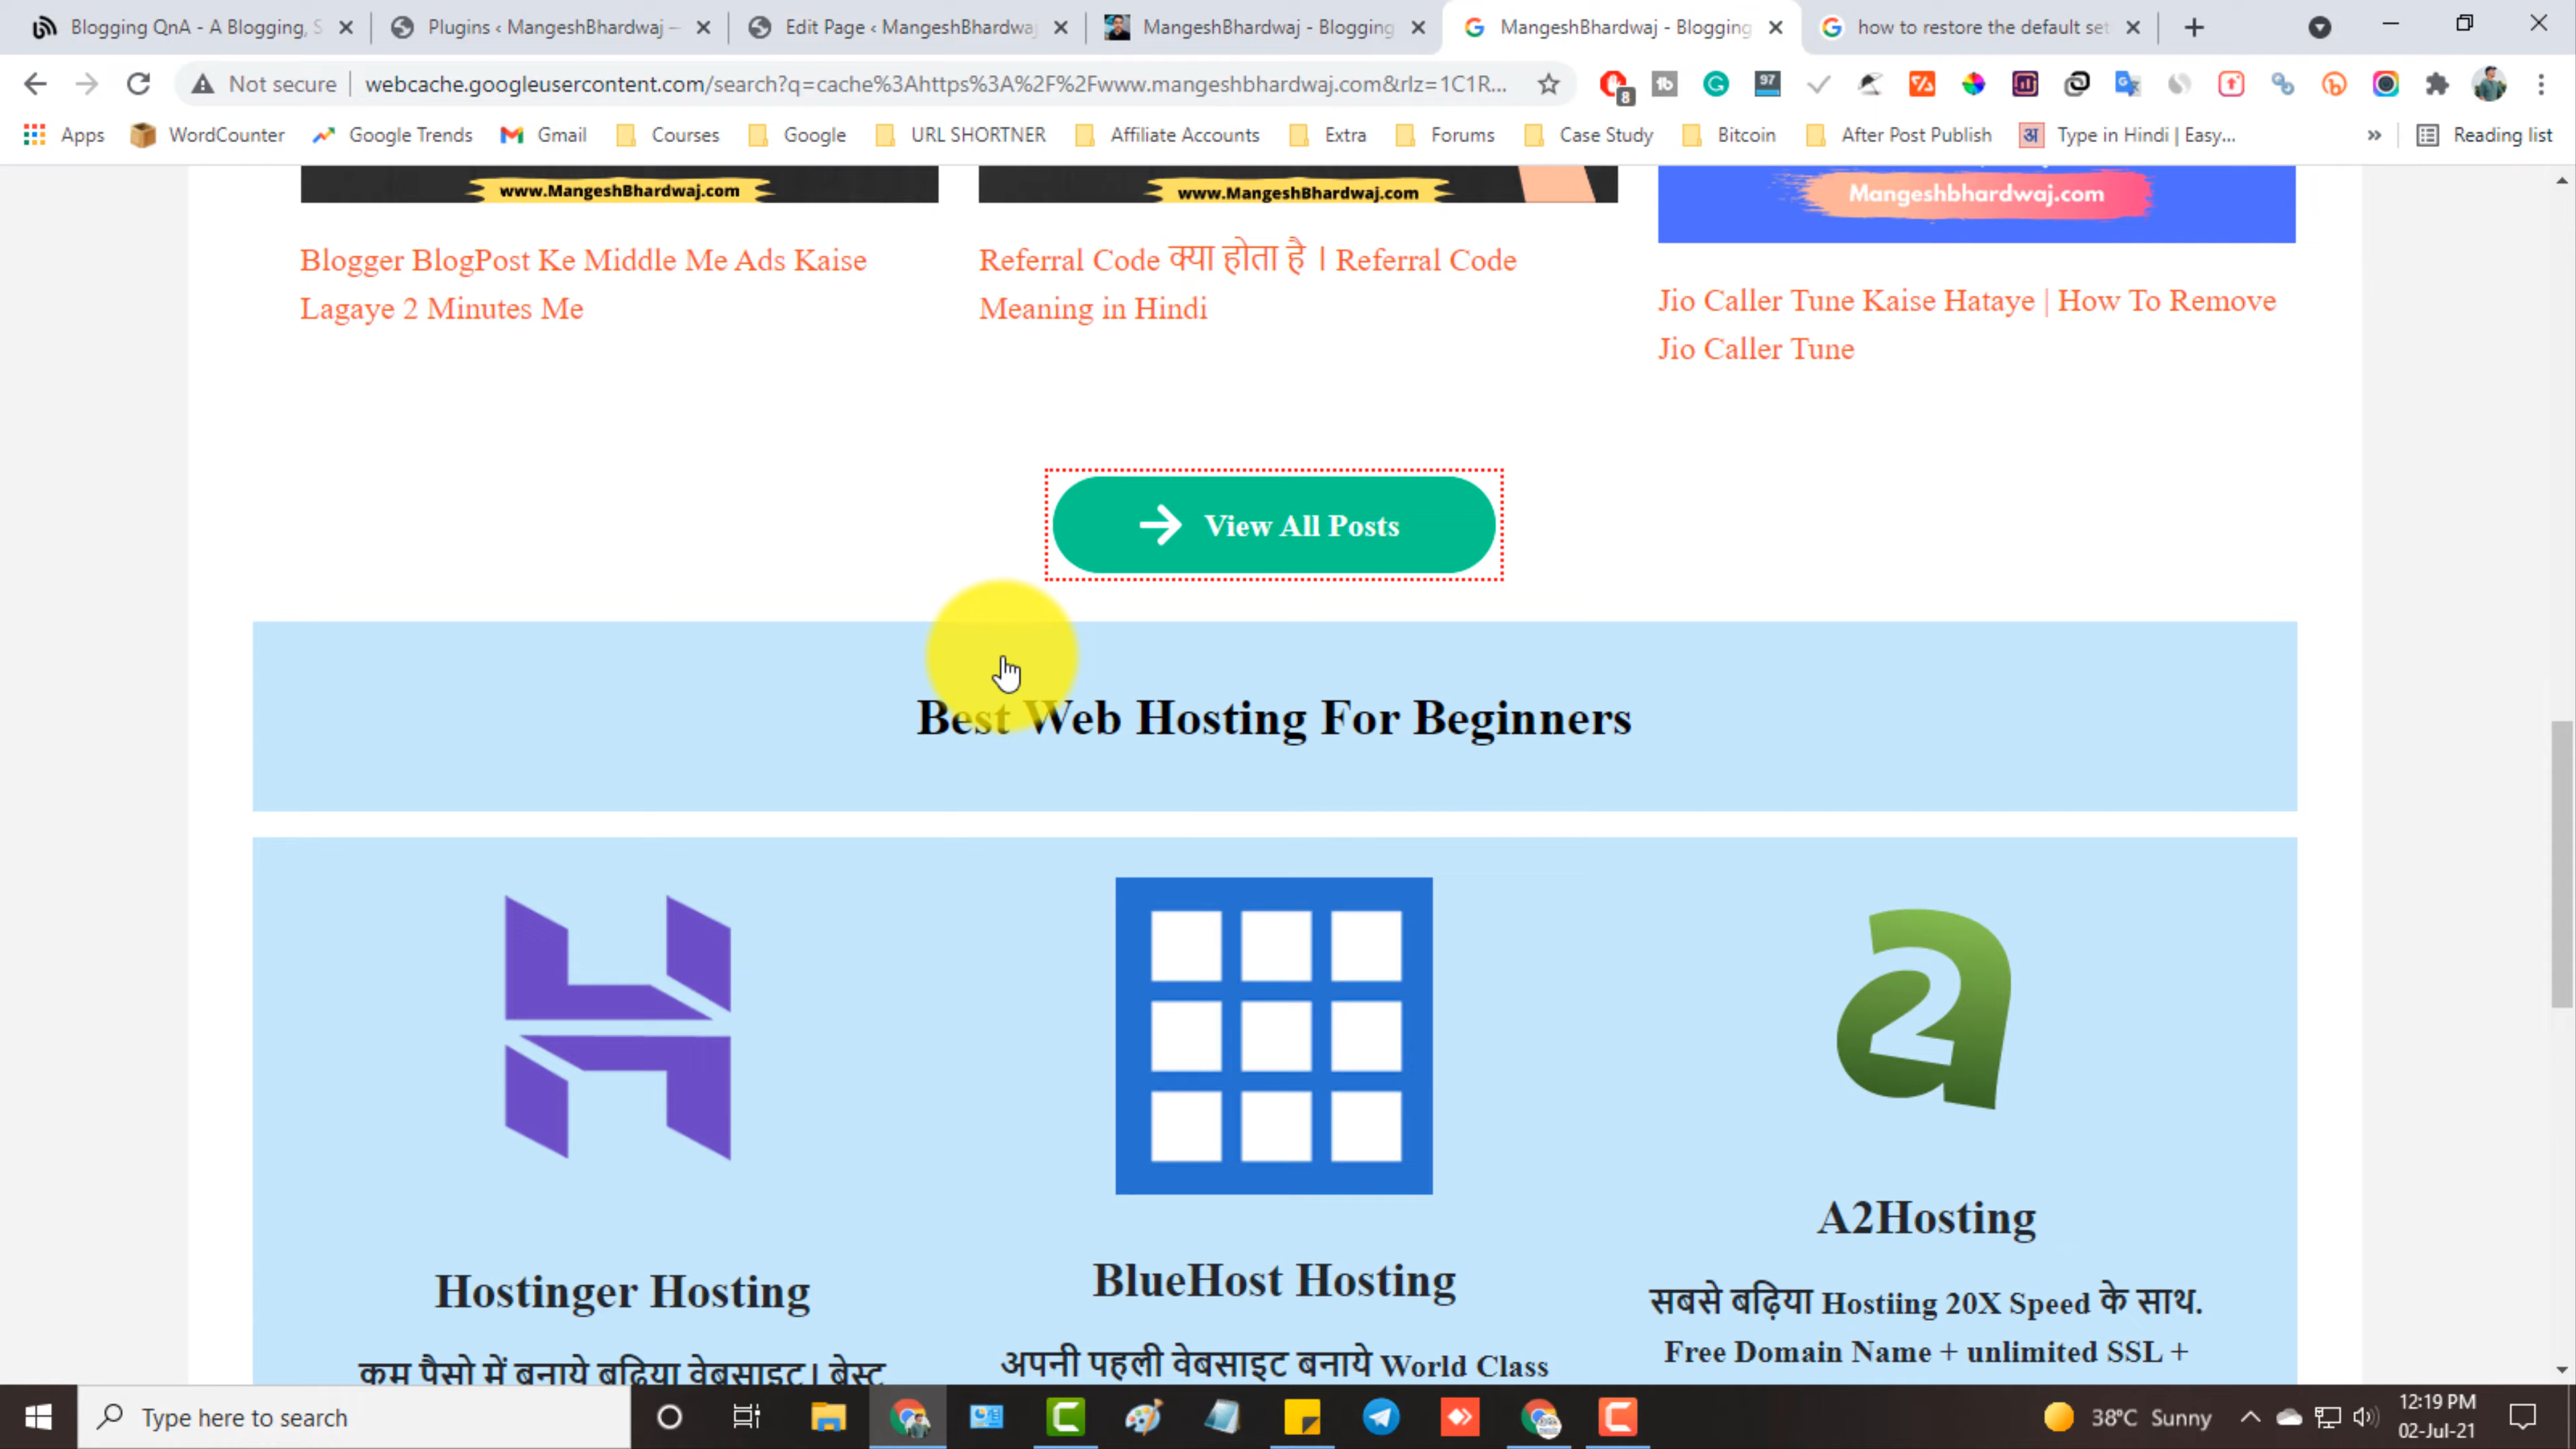 Blogging QnA - A Blogging, S
Plugins ‹ MangeshBhardwaj —
Edit Page ‹ MangeshBhardwaj
MangeshBhardwaj - Blogging
MangeshBhardwaj - Blogging
how to restore the default set
Not secure
webcache.googleusercontent.com/search?q=cache%3Ahttps%3A%2F%2Fwww.mangeshbhardwaj.com&rlz=1C1R...
8
97
Apps
WordCounter
Google Trends
Gmail
Courses
Google
URL SHORTNER
Affiliate Accounts
Extra
Forums
Case Study
Bitcoin
After Post Publish
अ
Type in Hindi | Easy...
»
Reading list
www.MangeshBhardwaj.com
www.MangeshBhardwaj.com
Mangeshbhardwaj.com
Blogger BlogPost Ke Middle Me Ads Kaise
Lagaye 2 Minutes Me
Referral Code क्या होता है । Referral Code
Meaning in Hindi
Jio Caller Tune Kaise Hataye | How To Remove
Jio Caller Tune
View All Posts
Best Web Hosting For Beginners
Hostinger Hosting
कम पैसो में बनाये बढ़िया वेबसाइट। बेस्ट
BlueHost Hosting
अपनी पहली वेबसाइट बनाये World Class
A2Hosting
सबसे बढ़िया Hostiing 20X Speed के साथ.
Free Domain Name + unlimited SSL +
Type here to search
38°C Sunny
12:19 PM
02-Jul-21